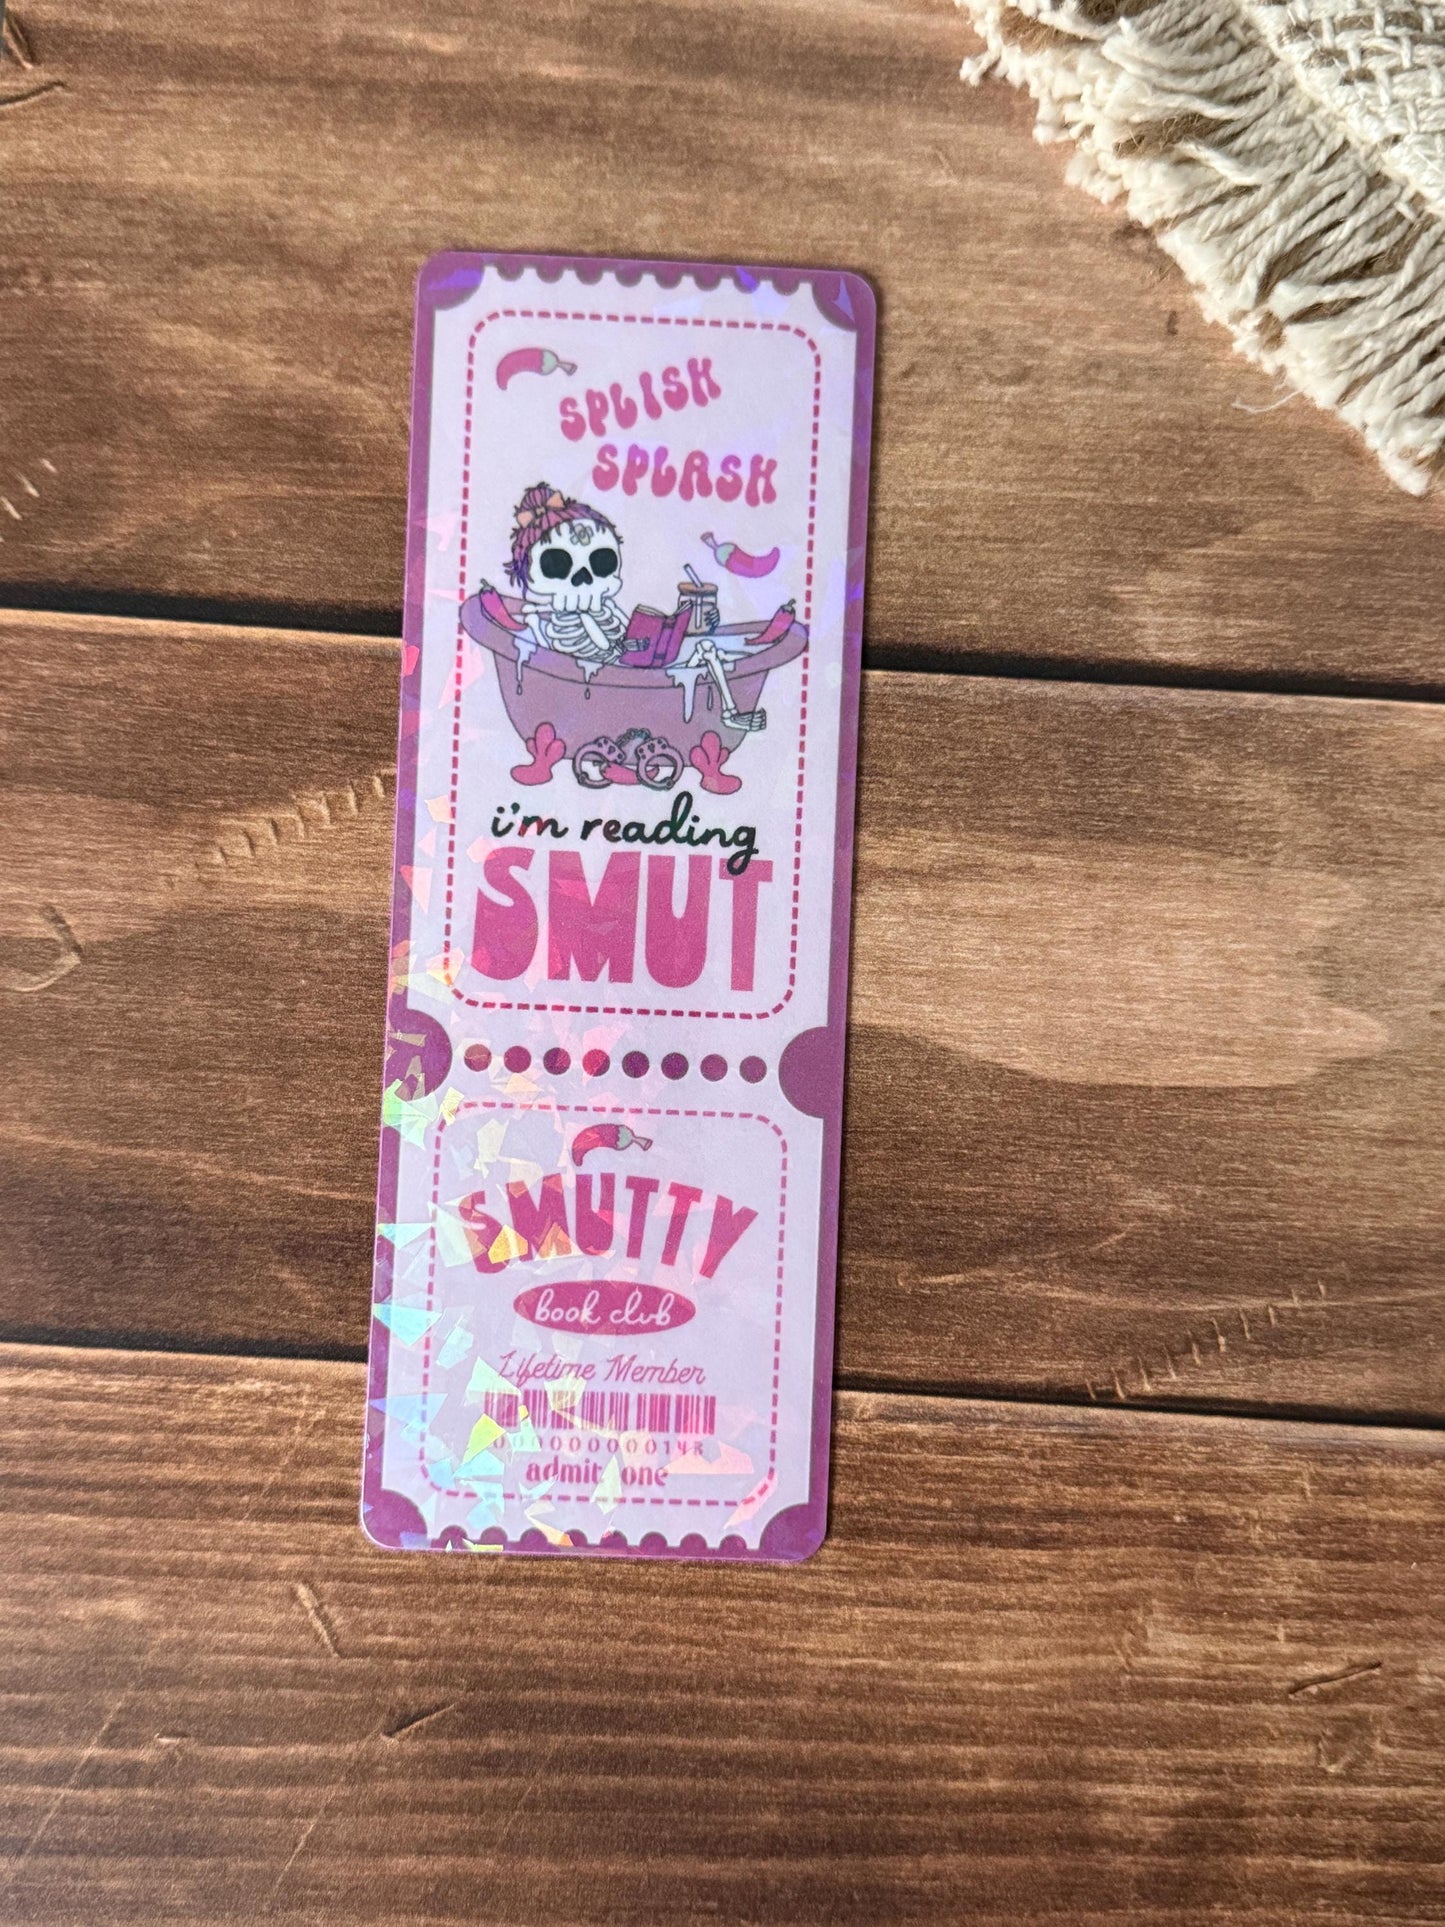 SPLISH
SPLASH
i'm reading
SMUT
SMUTTY
book club
Lifetime Member
admit one